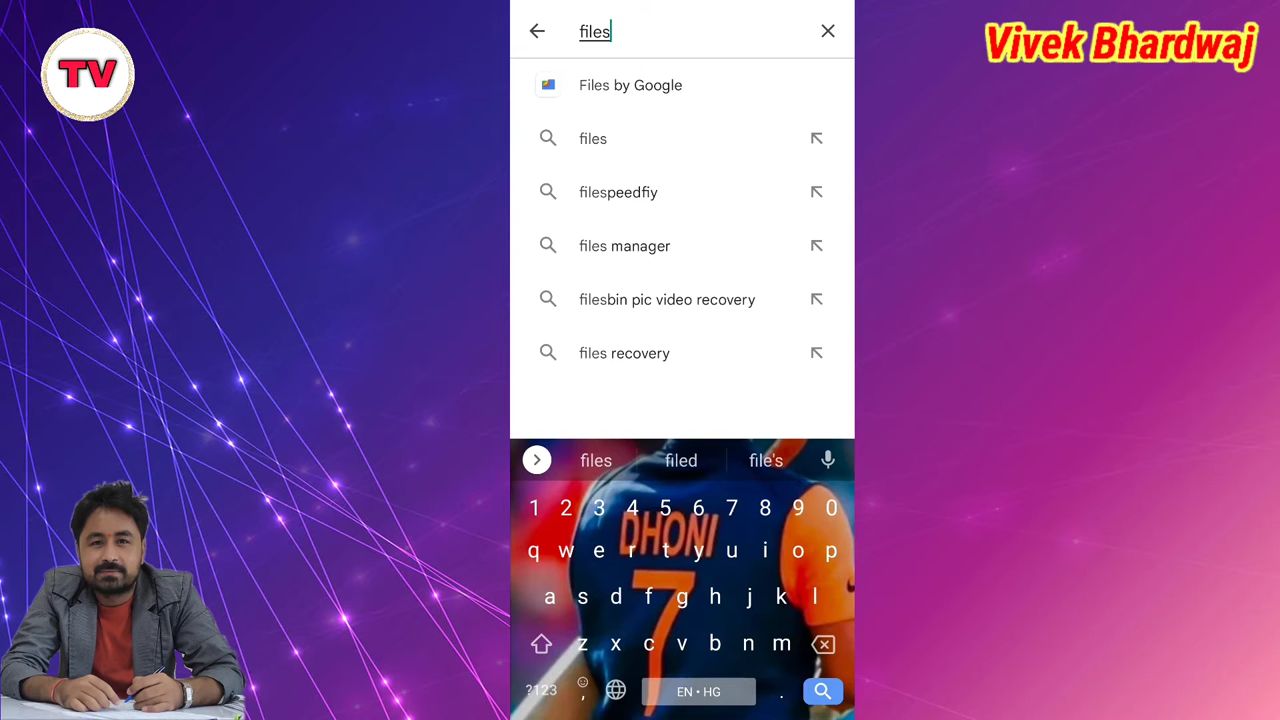 TV
Vivek Bhardwaj
files
Files by Google
files
filespeedfiy
files manager
filesbin pic video recovery
files recovery
files filed file's
1 2 3 4 5 6 7 8 9 0
DHONI
7
q w e r t y u i o p
a s d f g h j k l
z x c v b n m
?123 , EN • HG .